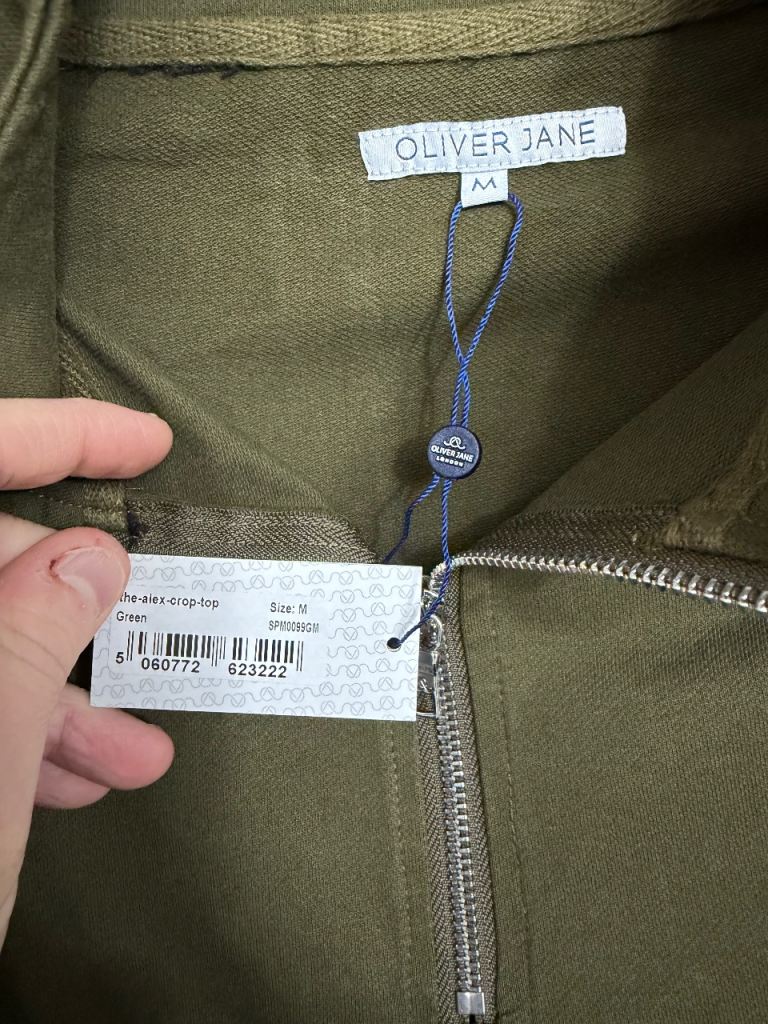 OLIVER JANE
M
OLIVER JANE
LONDON
the-alex-crop-top
Green
Size: M
SPM0099GM
5 060772 623222